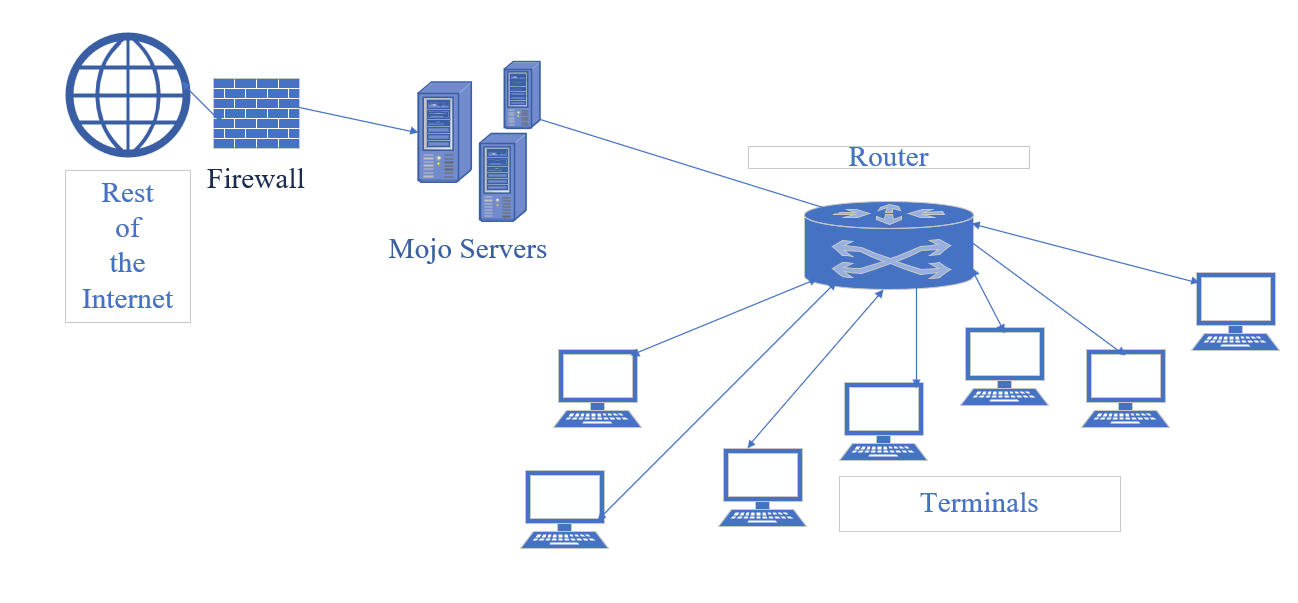 Rest
of
the
Internet
Firewall
Mojo Servers
Router
Terminals